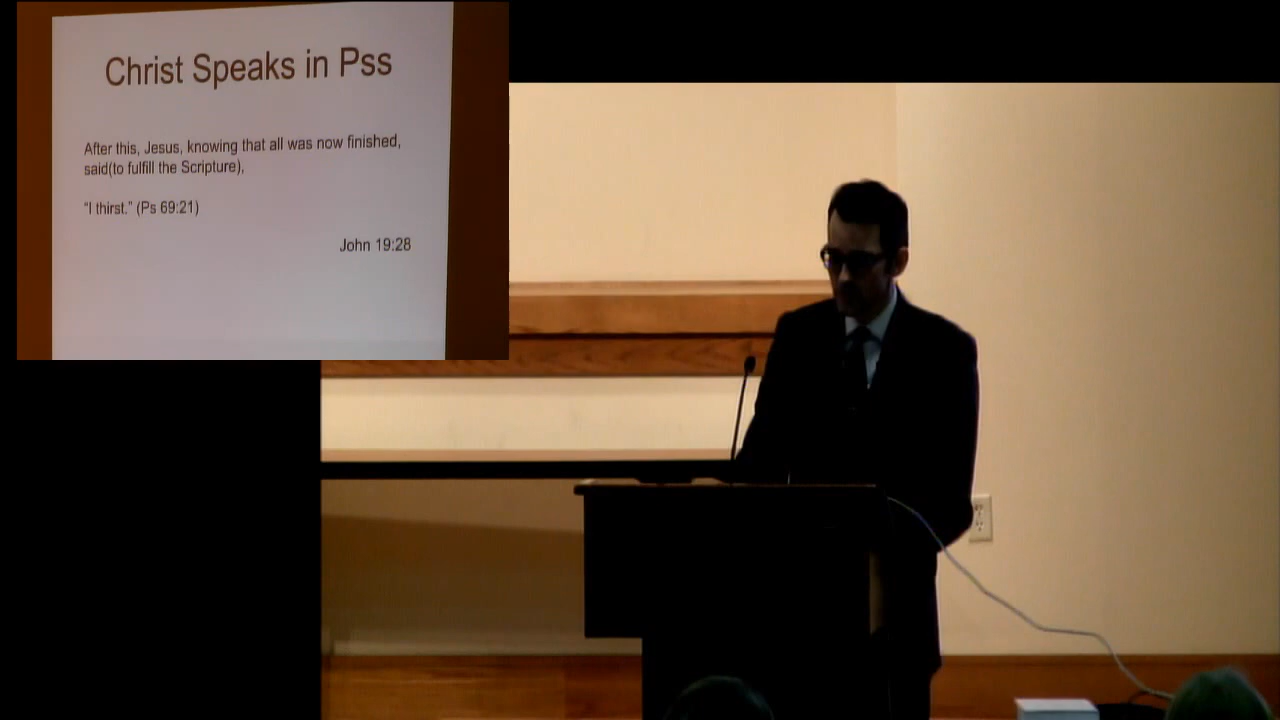 Christ Speaks in Pss
After this, Jesus, knowing that all was now finished,
said(to fulfill the Scripture),
“I thirst.” (Ps 69:21)
John 19:28